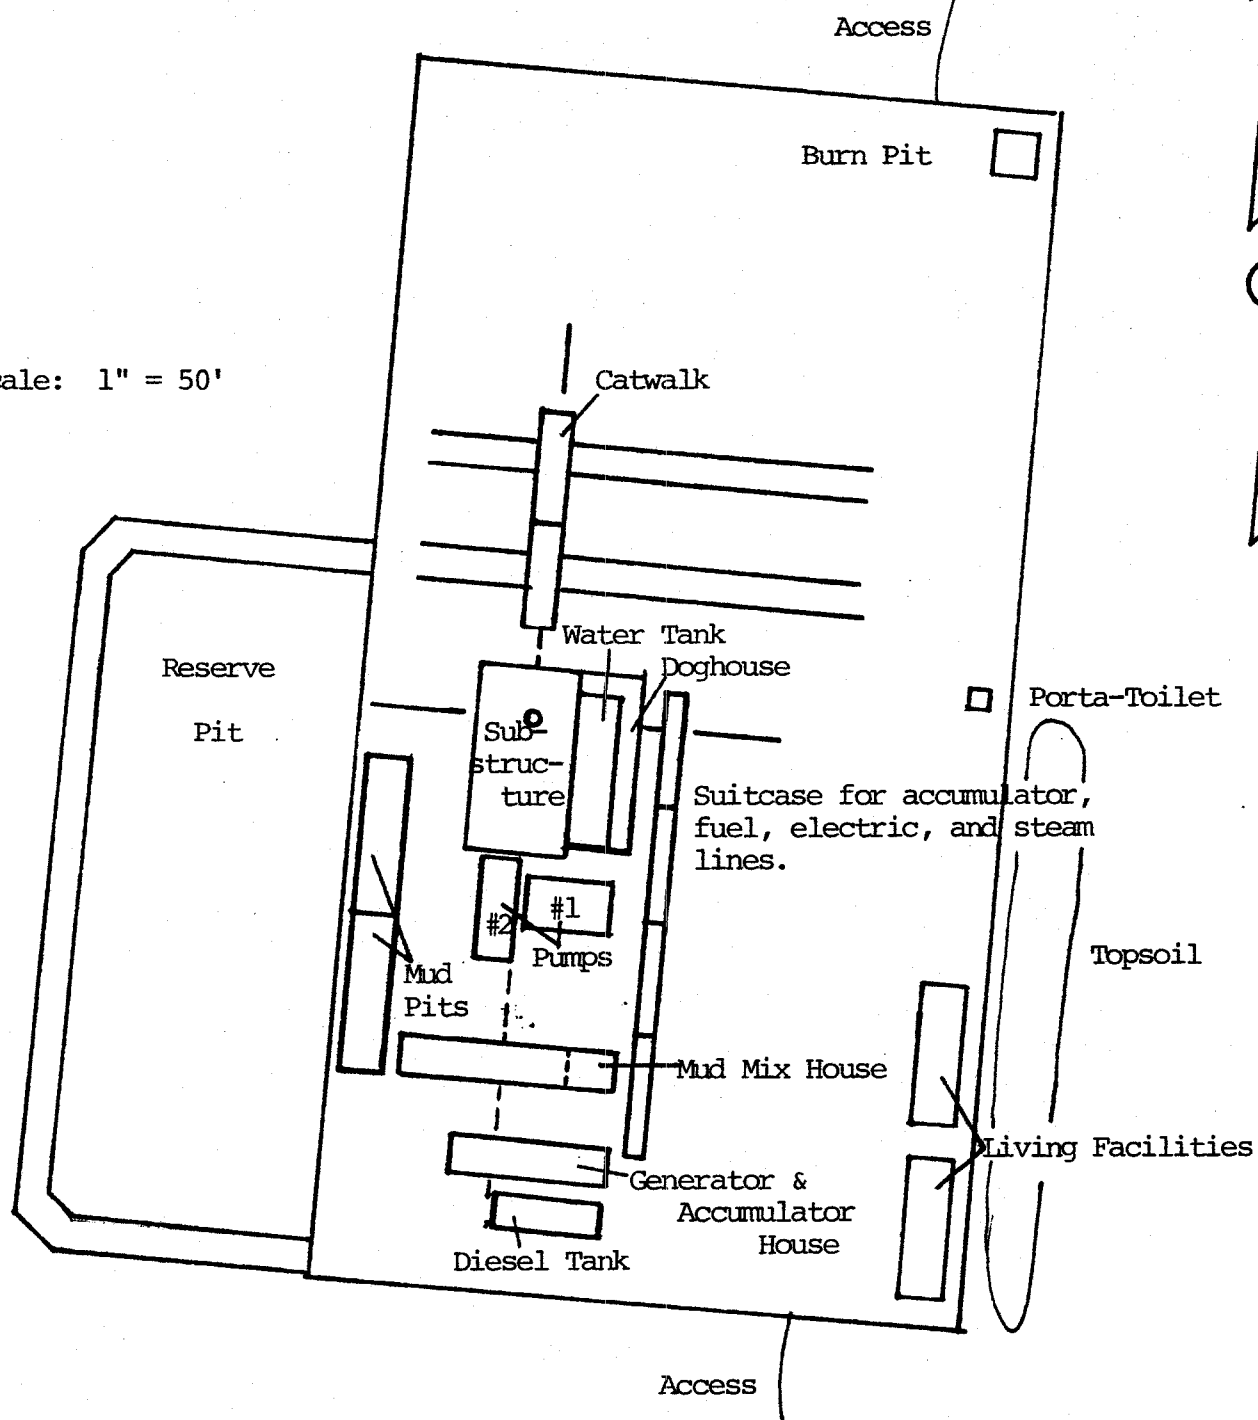 Access
Burn Pit
ale: 1" = 50'
Catwalk
Water Tank
Doghouse
Reserve
Pit
Porta-Toilet
Sub-
struc-
ture
Suitcase for accumulator,
fuel, electric, and steam
lines.
#1
#2
Pumps
Topsoil
Mud
Pits
Mud Mix House
Living Facilities
Generator &
Accumulator
House
Diesel Tank
Access